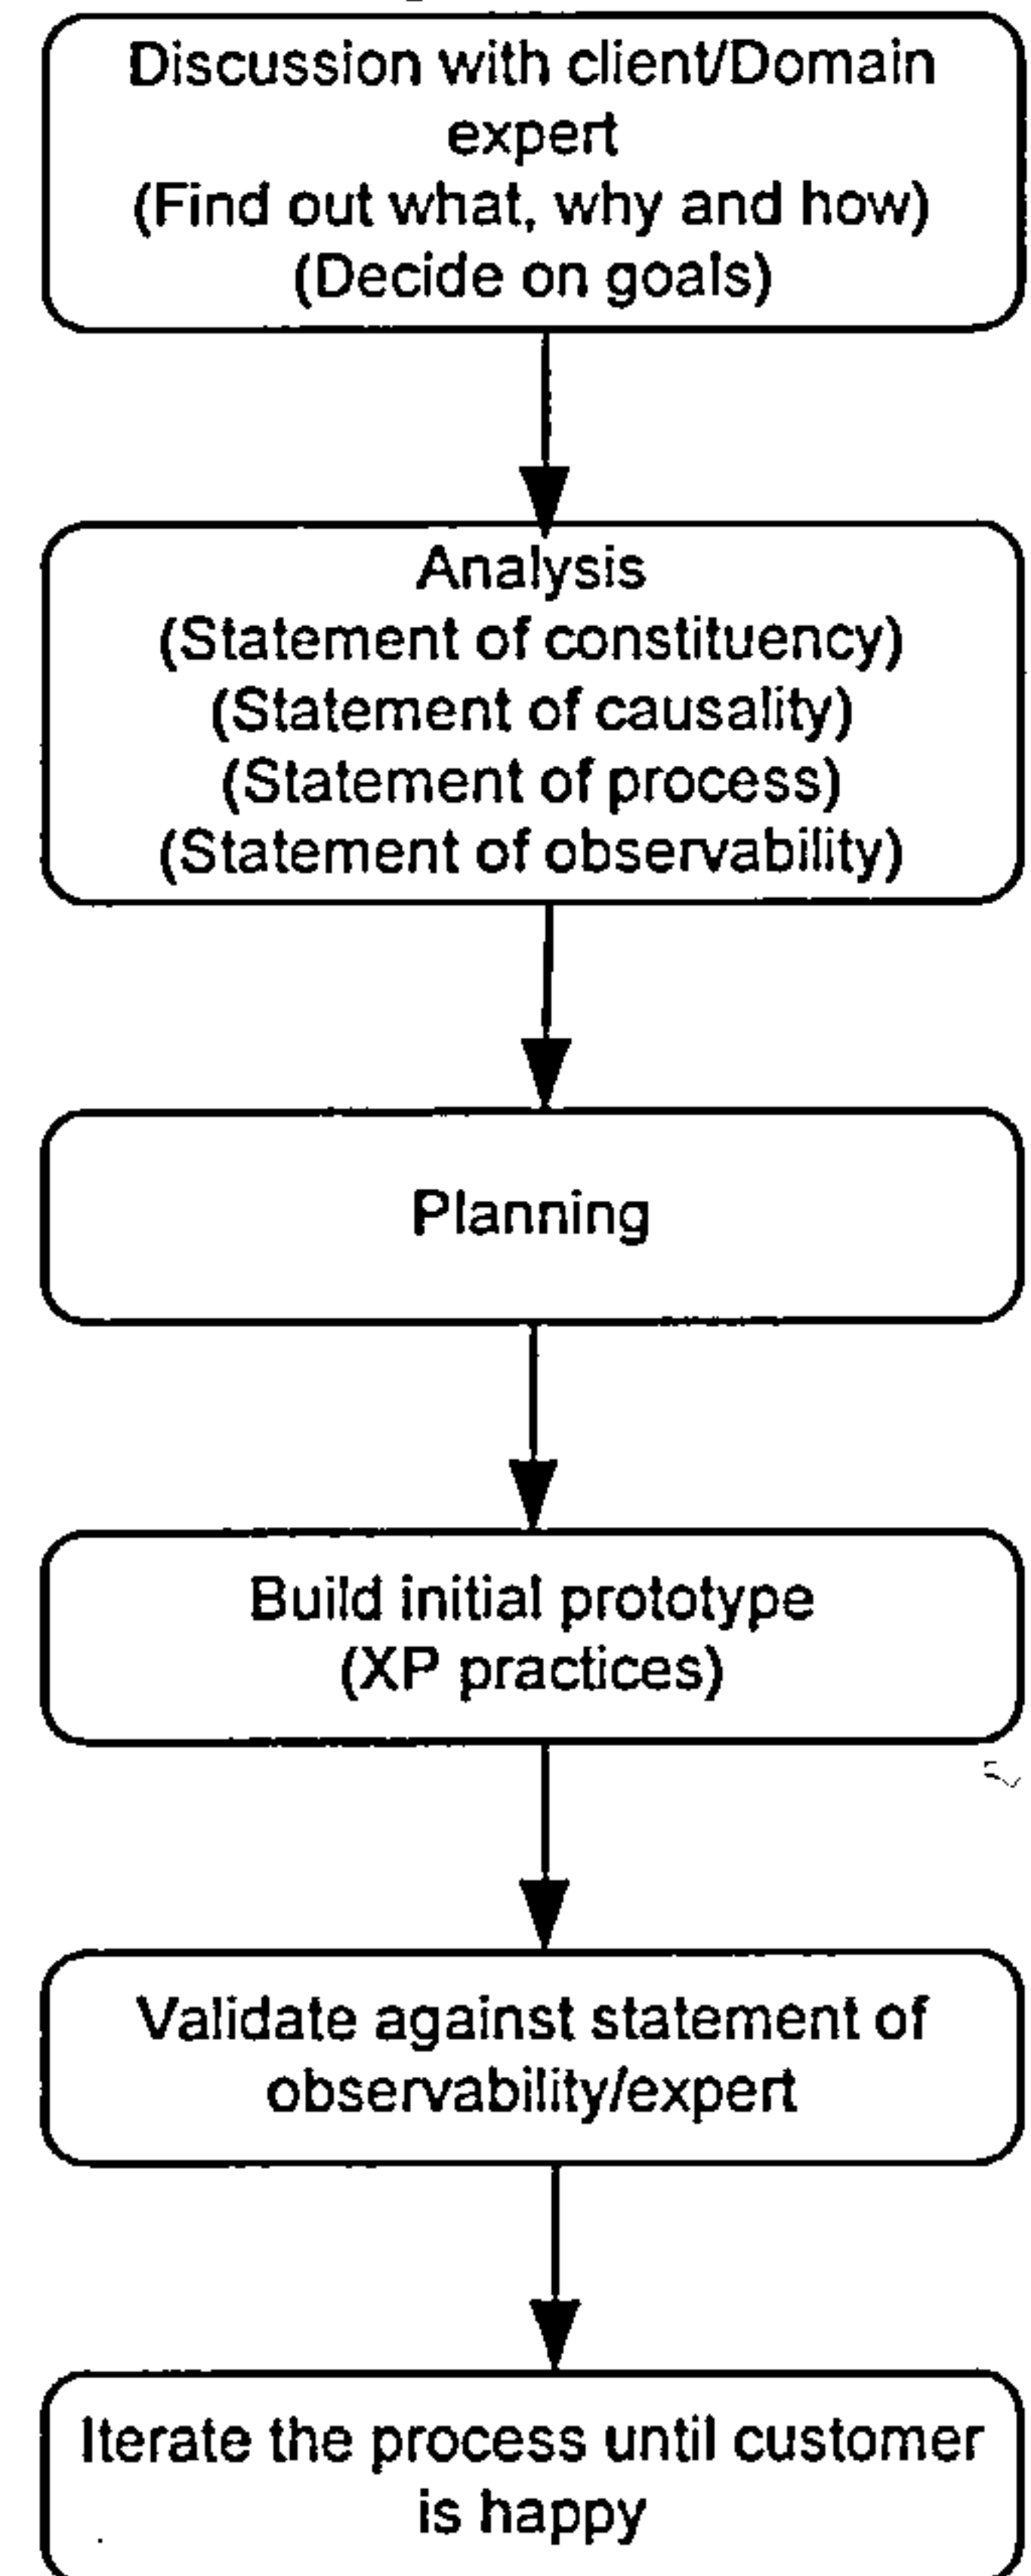 Discussion with client/Domain
expert
(Find out what, why and how)
(Decide on goals)
Analysis
(Statement of constituency)
(Statement of causality)
(Statement of process)
(Statement of observability)
Planning
Build initial prototype
(XP practices)
Validate against statement of
observability/expert
Iterate the process until customer
is happy